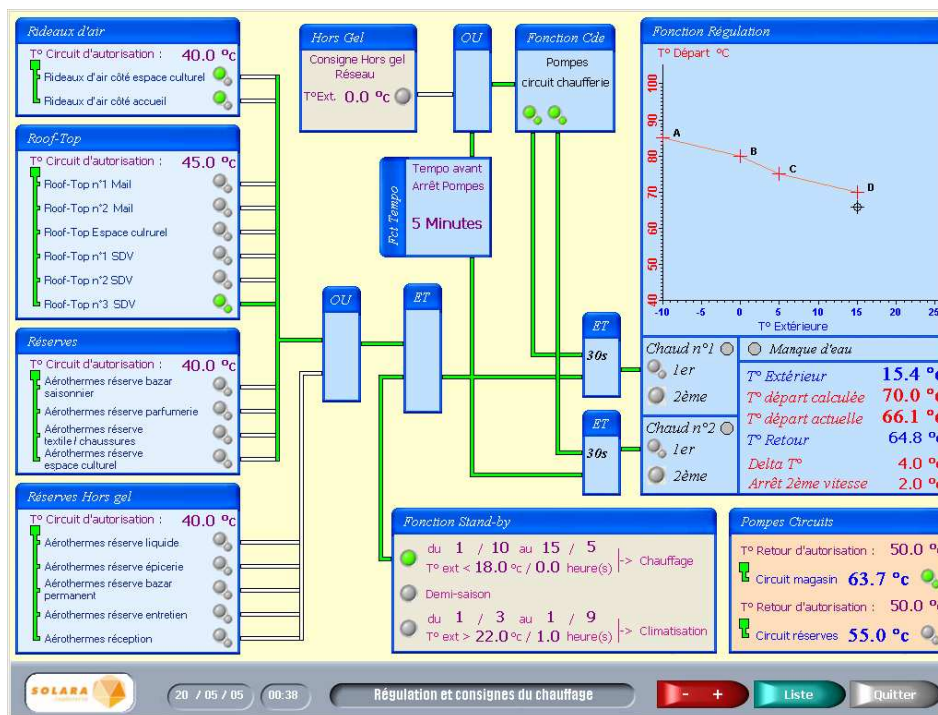 Rideaux d'air
T° Circuit d'autorisation : 40.0 °c
Rideaux d'air côté espace culturel
Rideaux d'air côté accueil
Roof-Top
T° Circuit d'autorisation : 45.0 °c
Roof-Top n°1 Mail
Roof-Top n°2 Mail
Roof-Top Espace culrurel
Roof-Top n°1 SDV
Roof-Top n°2 SDV
Roof-Top n°3 SDV
Réserves
T° Circuit d'autorisation : 40.0 °c
Aérothermes réserve bazar
saisonnier
Aérothermes réserve parfumerie
Aérothermes réserve
textile / chaussures
Aérothermes réserve
espace culturel
Réserves Hors gel
T° Circuit d'autorisation : 40.0 °c
Aérothermes réserve liquide
Aérothermes réserve épicerie
Aérothermes réserve bazar
permanent
Aérothermes réserve entretien
Aérothermes réception
Hors Gel
Consigne Hors gel
Réseau
T°Ext. 0.0 °c
OU
Fonction Cde
Pompes
circuit chaufferie
Fct Tempo
Tempo avant
Arrêt Pompes
5 Minutes
OU
ET
ET
30s
ET
30s
Fonction Régulation
T° Départ °C
100
90
80
70
60
50
40
A
B
C
D
-10 -5 0 5 10 15 20 25
T° Extérieure
Chaud n°1
1er
2ème
Chaud n°2
1er
2ème
Manque d'eau
T° Extérieur 15.4 °c
T° départ calculée 70.0 °c
T° départ actuelle 66.1 °c
T° Retour 64.8 °c
Delta T° 4.0 °c
Arrêt 2ème vitesse 2.0 °c
Fonction Stand-by
du 1 / 10 au 15 / 5
T° ext < 18.0 °c / 0.0 heure(s) |-> Chauffage
Demi-saison
du 1 / 3 au 1 / 9
T° ext > 22.0 °c / 1.0 heure(s) |-> Climatisation
Pompes Circuits
T° Retour d'autorisation : 50.0 °c
Circuit magasin 63.7 °c
T° Retour d'autorisation : 50.0 °c
Circuit réserves 55.0 °c
SOLARA
20 / 05 / 05
00:38
Régulation et consignes du chauffage
- +
Liste
Quitter